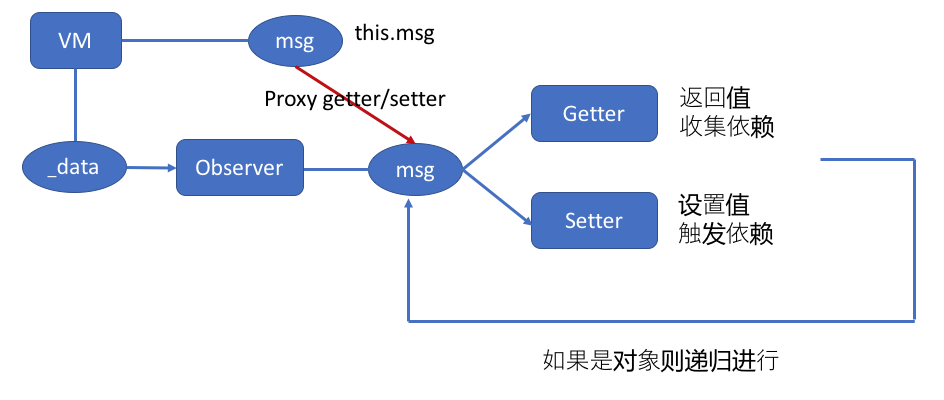 VM
msg
this.msg
Proxy getter/setter
_data
Observer
msg
Getter
返回值
收集依赖
Setter
设置值
触发依赖
如果是对象则递归进行